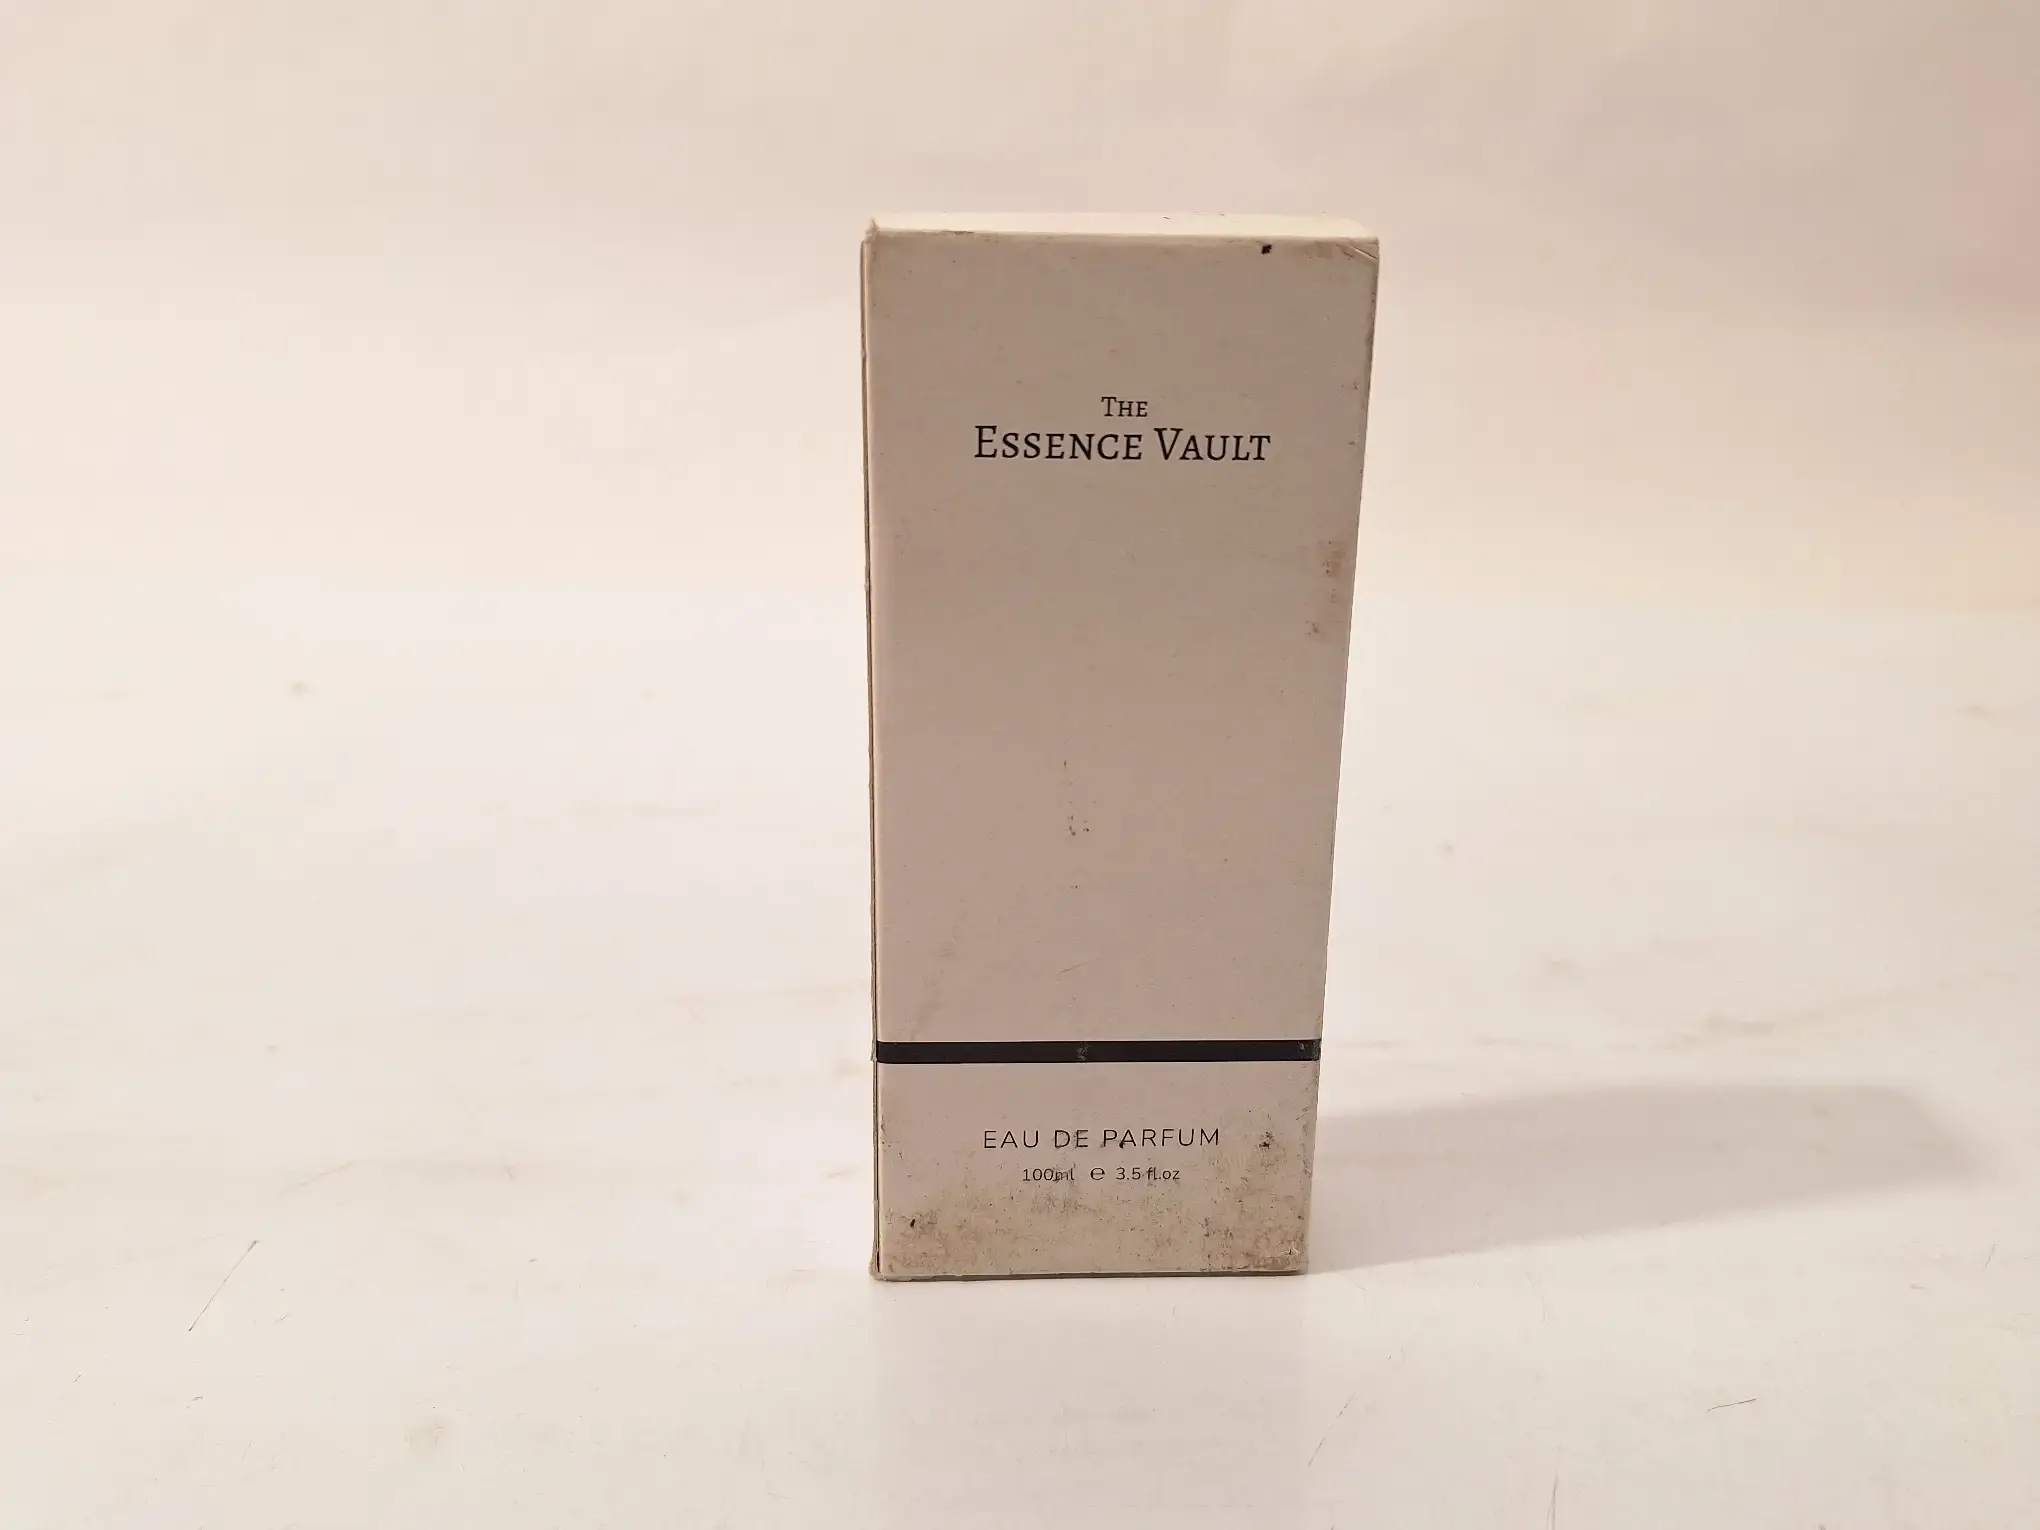 The
Essence Vault
EAU DE PARFUM
100ml ℮ 3.5 fl.oz